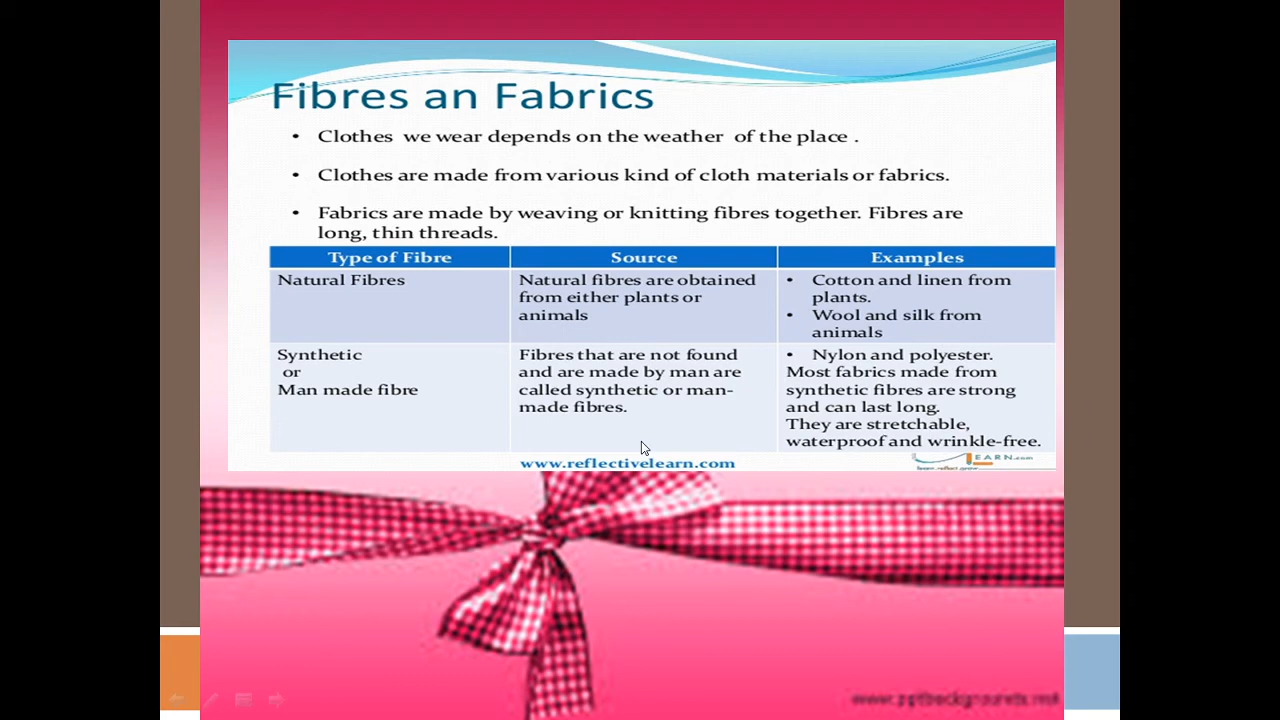 Fibres an Fabrics
• Clothes we wear depends on the weather of the place .
• Clothes are made from various kind of cloth materials or fabrics.
• Fabrics are made by weaving or knitting fibres together. Fibres are
long, thin threads.
Type of Fibre
Source
Examples
Natural Fibres
Natural fibres are obtained
from either plants or
animals
• Cotton and linen from
plants.
• Wool and silk from
animals
Synthetic
or
Man made fibre
Fibres that are not found
and are made by man are
called synthetic or man-
made fibres.
• Nylon and polyester.
Most fabrics made from
synthetic fibres are strong
and can last long.
They are stretchable,
waterproof and wrinkle-free.
www.reflectivelearn.com
LEARN.com
learn.reflect.grow
www.pptbackgrounds.net